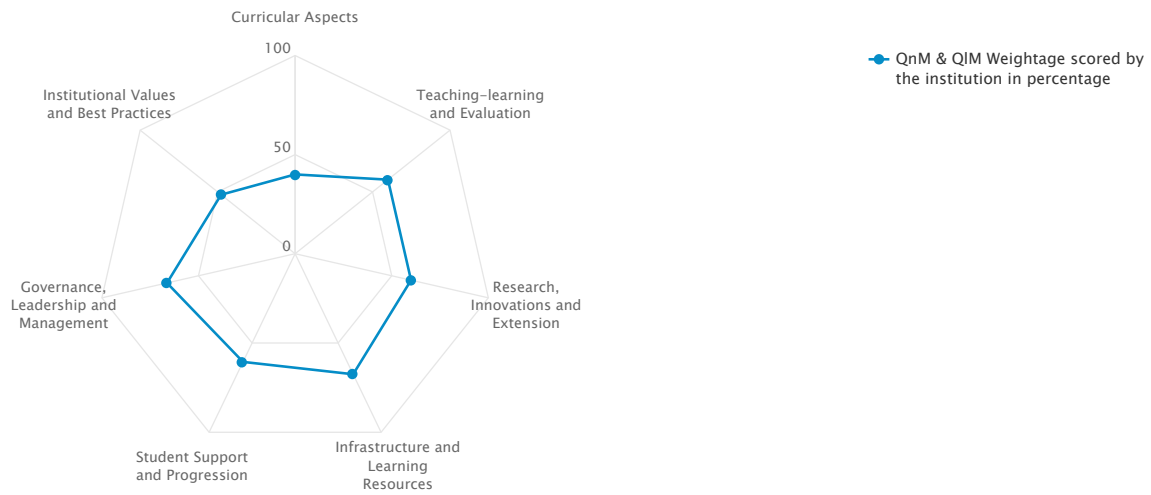 Curricular Aspects
100
QnM & QlM Weightage scored by
the institution in percentage
Institutional Values
and Best Practices
Teaching-learning
and Evaluation
50
0
Governance,
Leadership and
Management
Research,
Innovations and
Extension
Student Support
and Progression
Infrastructure and
Learning
Resources